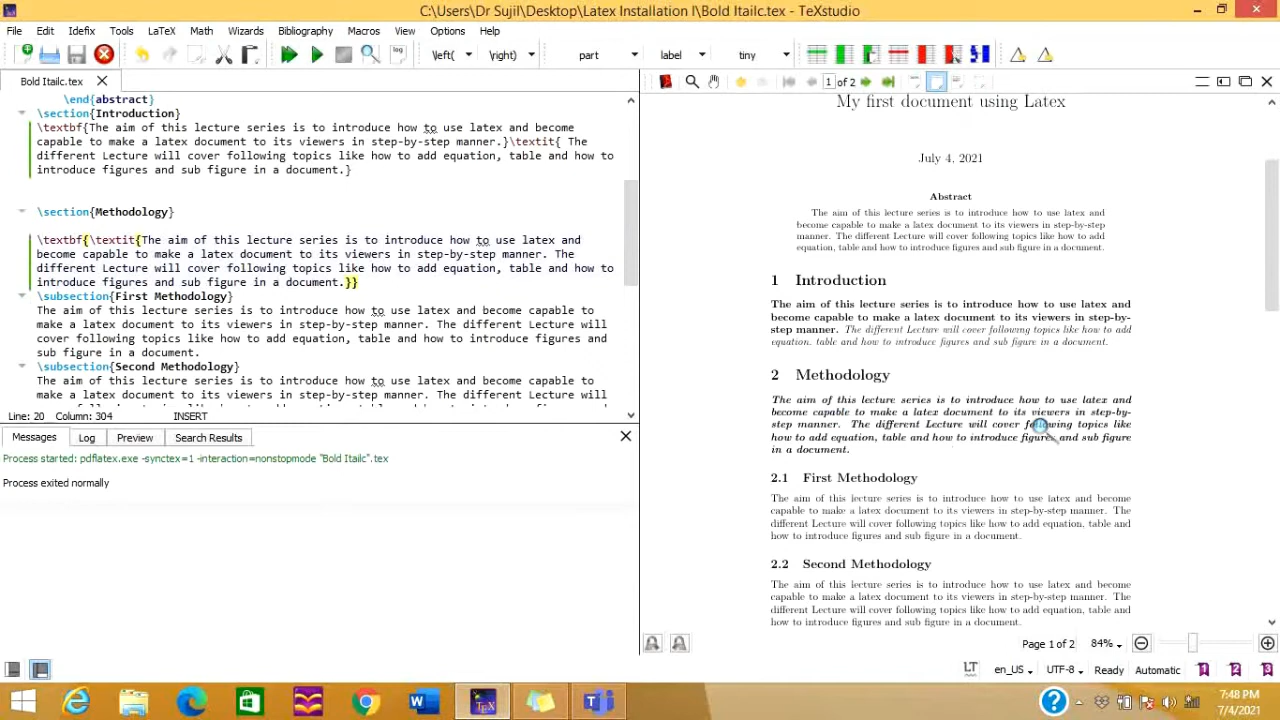 C:\Users\Dr Sujil\Desktop\Latex Installation I\Bold Itailc.tex - TeXstudio
File Edit Idefix Tools LaTeX Math Wizards Bibliography Macros View Options Help
\left( \right) part label tiny
Bold Itailc.tex
1 of 2
\end{abstract}
\section{Introduction}
\textbf{The aim of this lecture series is to introduce how to use latex and become
capable to make a latex document to its viewers in step-by-step manner.}\textit{ The
different Lecture will cover following topics like how to add equation, table and how to
introduce figures and sub figure in a document.}
\section{Methodology}
\textbf{\textit{The aim of this lecture series is to introduce how to use latex and
become capable to make a latex document to its viewers in step-by-step manner. The
different Lecture will cover following topics like how to add equation, table and how to
introduce figures and sub figure in a document.}}
\subsection{First Methodology}
The aim of this lecture series is to introduce how to use latex and become capable to
make a latex document to its viewers in step-by-step manner. The different Lecture will
cover following topics like how to add equation, table and how to introduce figures and
sub figure in a document.
\subsection{Second Methodology}
The aim of this lecture series is to introduce how to use latex and become capable to
make a latex document to its viewers in step-by-step manner. The different Lecture will
Line: 20 Column: 304 INSERT
Messages Log Preview Search Results
Process started: pdflatex.exe -synctex=1 -interaction=nonstopmode "Bold Itailc".tex
Process exited normally
My first document using Latex
July 4, 2021
Abstract
The aim of this lecture series is to introduce how to use latex and
become capable to make a latex document to its viewers in step-by-step
manner. The different Lecture will cover following topics like how to add
equation, table and how to introduce figures and sub figure in a document.
1 Introduction
The aim of this lecture series is to introduce how to use latex and
become capable to make a latex document to its viewers in step-by-
step manner. The different Lecture will cover following topics like how to add
equation, table and how to introduce figures and sub figure in a document.
2 Methodology
The aim of this lecture series is to introduce how to use latex and
become capable to make a latex document to its viewers in step-by-
step manner. The different Lecture will cover following topics like
how to add equation, table and how to introduce figure and sub figure
in a document.
2.1 First Methodology
The aim of this lecture series is to introduce how to use latex and become
capable to make a latex document to its viewers in step-by-step manner. The
different Lecture will cover following topics like how to add equation, table and
how to introduce figures and sub figure in a document.
2.2 Second Methodology
The aim of this lecture series is to introduce how to use latex and become
capable to make a latex document to its viewers in step-by-step manner. The
different Lecture will cover following topics like how to add equation, table and
how to introduce figures and sub figure in a document.
Page 1 of 2 84%
LT en_US UTF-8 Ready Automatic 1 2 3
7:48 PM
7/4/2021